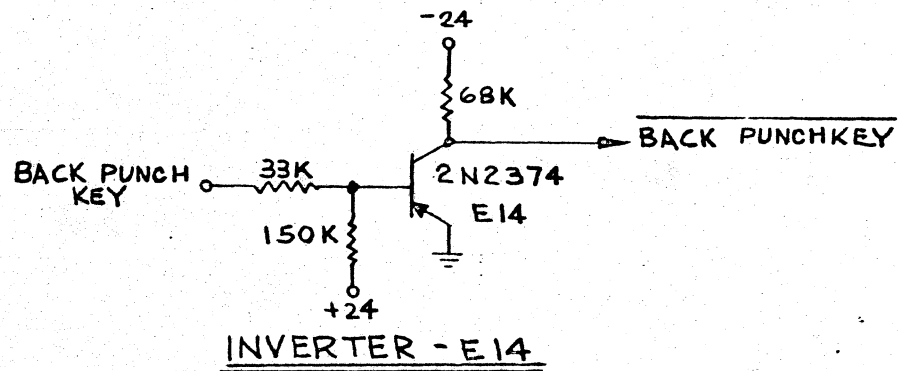 -24
68K
BACK PUNCHKEY
BACK PUNCH
KEY
33K
2N2374
E14
150K
+24
INVERTER - E14